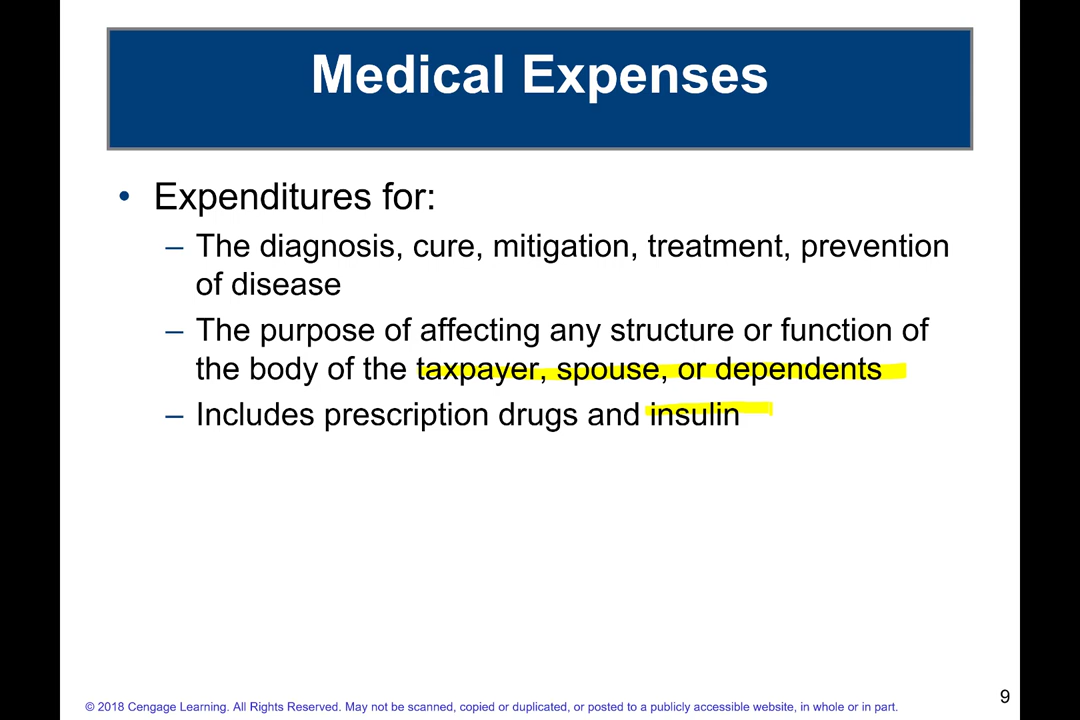 Medical Expenses
• Expenditures for:
– The diagnosis, cure, mitigation, treatment, prevention
of disease
– The purpose of affecting any structure or function of
the body of the taxpayer, spouse, or dependents
– Includes prescription drugs and insulin
9
© 2018 Cengage Learning. All Rights Reserved. May not be scanned, copied or duplicated, or posted to a publicly accessible website, in whole or in part.